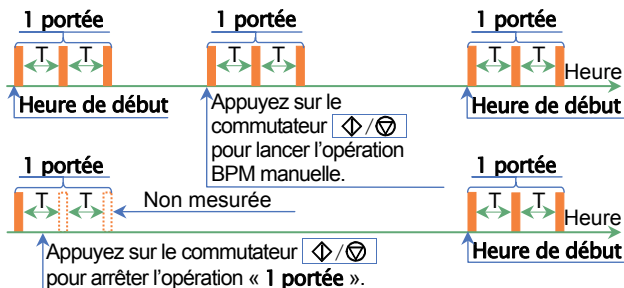 1 portée 1 portée 1 portée
T T T T T T
Heure
Heure de début
Appuyez sur le
commutateur /
pour lancer l’opération
BPM manuelle.
Heure de début
1 portée 1 portée
T T T T
Non mesurée
Heure
Appuyez sur le commutateur /
pour arrêter l’opération « 1 portée ».
Heure de début